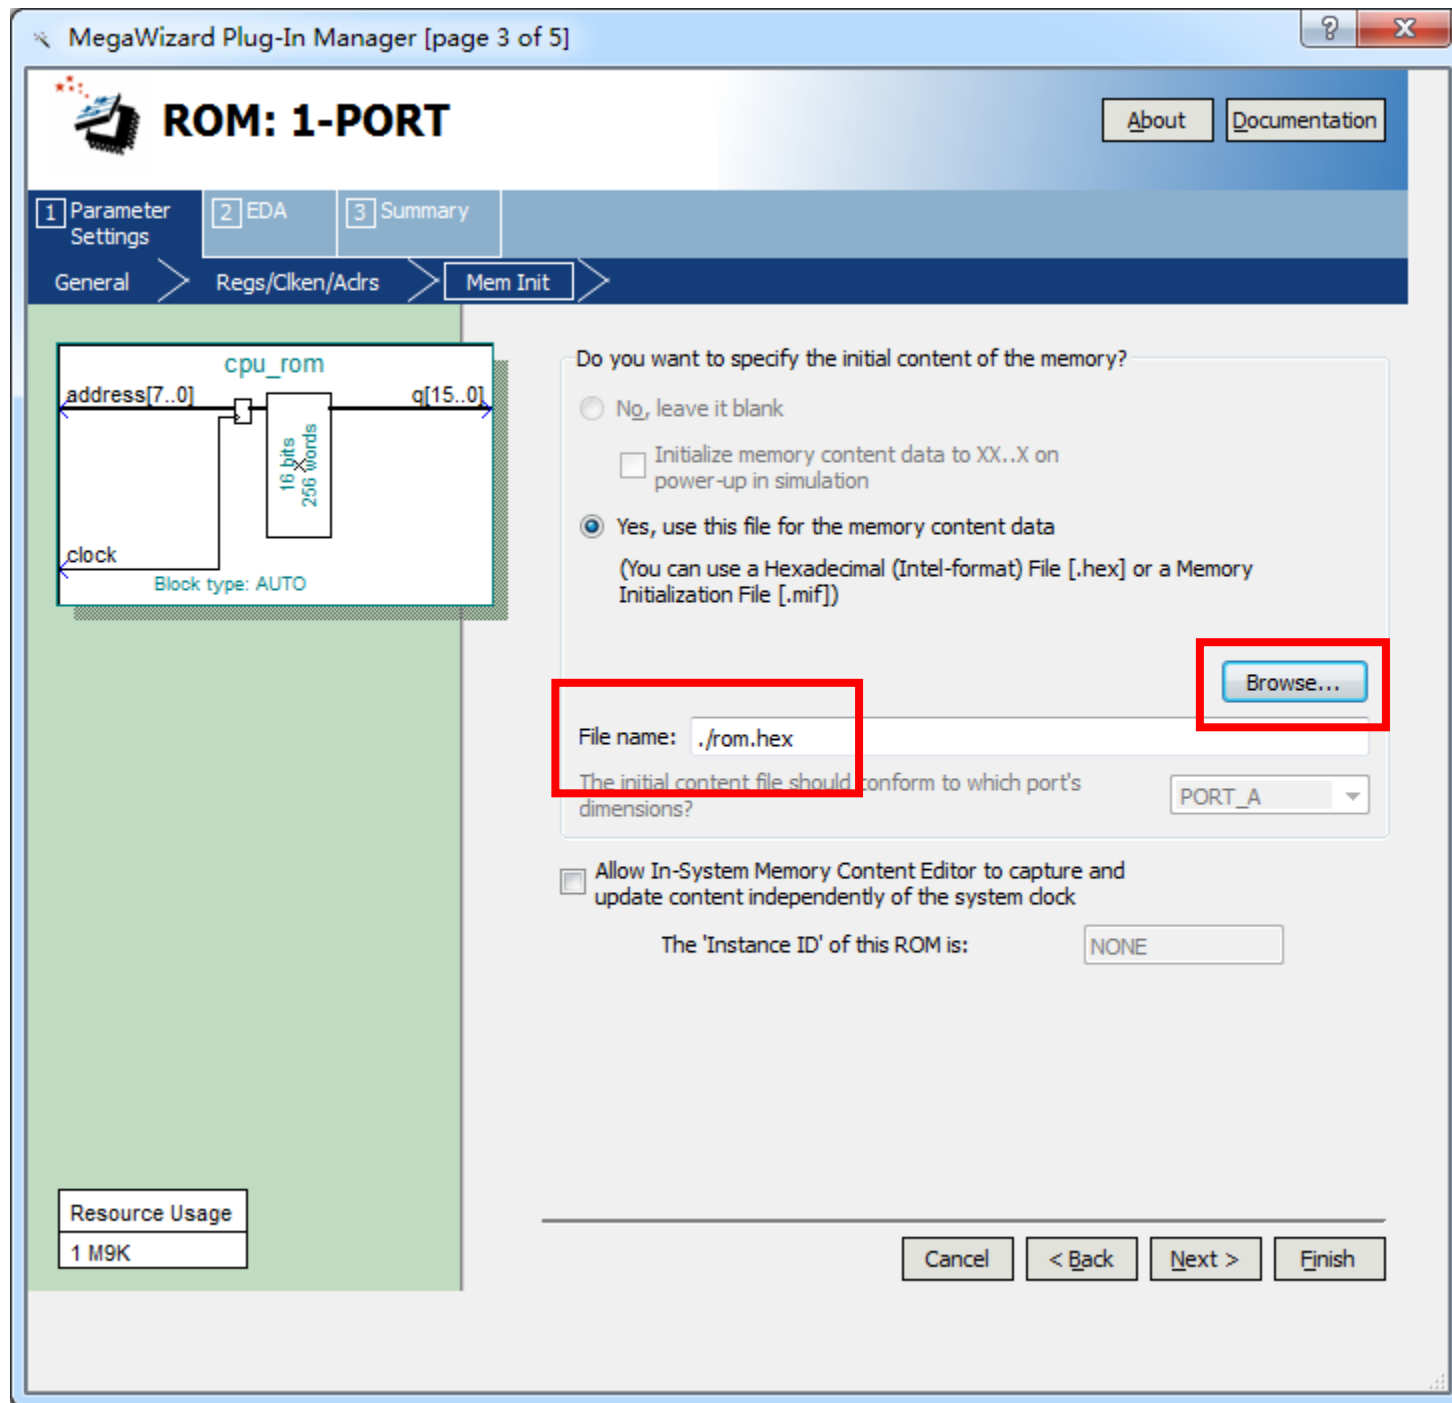 MegaWizard Plug-In Manager [page 3 of 5]
ROM: 1-PORT
About
Documentation
1 Parameter
Settings
2 EDA
3 Summary
General
Regs/Clken/Aclrs
Mem Init
cpu_rom
address[7..0]
q[15..0]
16 bits
256 words
clock
Block type: AUTO
Do you want to specify the initial content of the memory?
No, leave it blank
Initialize memory content data to XX..X on
power-up in simulation
Yes, use this file for the memory content data
(You can use a Hexadecimal (Intel-format) File [.hex] or a Memory
Initialization File [.mif])
Browse...
File name: ./rom.hex
The initial content file should conform to which port's
dimensions?
PORT_A
Allow In-System Memory Content Editor to capture and
update content independently of the system clock
The 'Instance ID' of this ROM is: NONE
Resource Usage
1 M9K
Cancel
< Back
Next >
Finish